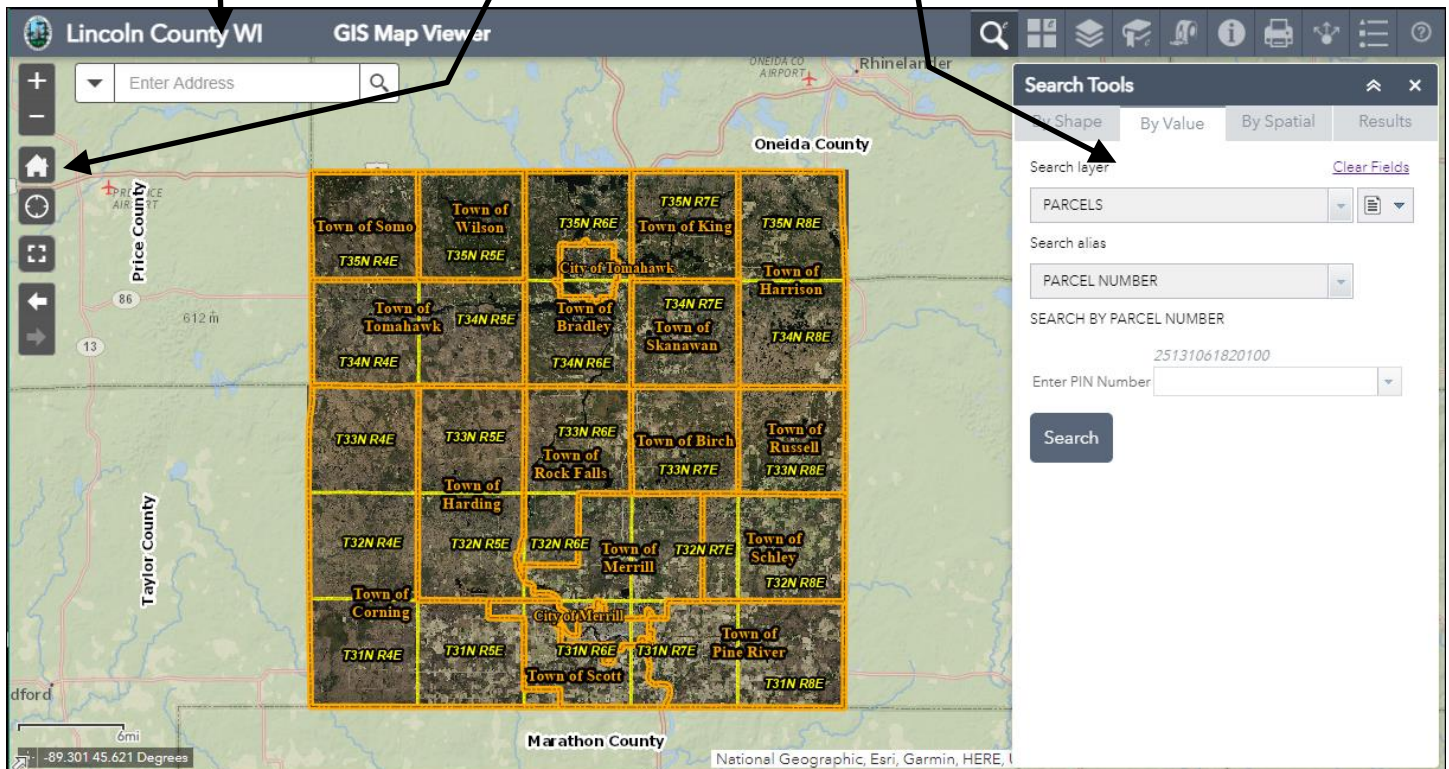 Lincoln County WI GIS Map Viewer
Enter Address
ONEIDA CO
AIRPORT
Rhinelander
Oneida County
Price County
86
612 m
13
Taylor County
Town of Somo
T35N R4E
Town of
Wilson
T35N R5E
T35N R6E
City of Tomahawk
T35N R7E
Town of King
T35N R8E
Town of
Harrison
Town of
Tomahawk
T34N R5E
T34N R4E
Town of
Bradley
T34N R6E
T34N R7E
Town of
Skanawan
T34N R8E
T33N R4E
T33N R5E
T33N R6E
Town of
Rock Falls
Town of Birch
T33N R7E
Town of
Russell
T33N R8E
Town of
Harding
T32N R4E
T32N R5E
T32N R6E
Town of
Merrill
T32N R7E
Town of
Schley
T32N R8E
Town of
Corning
City of Merrill
T31N R4E
T31N R5E
T31N R6E
T31N R7E
Town of
Pine River
Town of Scott
T31N R8E
dford
6mi
-89.301 45.621 Degrees
Marathon County
National Geographic, Esri, Garmin, HERE,
Search Tools
By Shape By Value By Spatial Results
Search layer Clear Fields
PARCELS
Search alias
PARCEL NUMBER
SEARCH BY PARCEL NUMBER
25131061820100
Enter PIN Number
Search